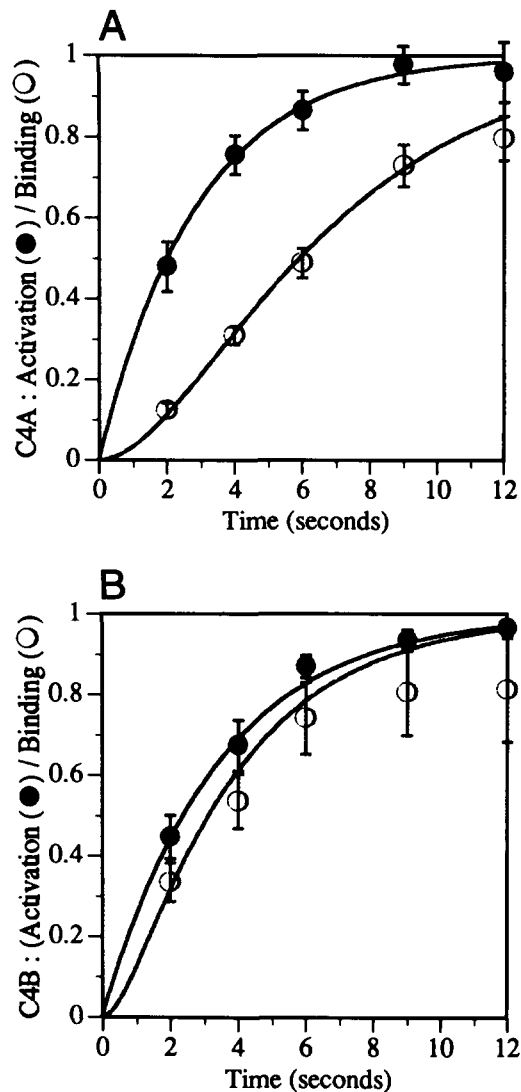 A
C4A : Activation (●) / Binding (○)
1
0.8
0.6
0.4
0.2
0
0 2 4 6 8 10 12
Time (seconds)
B
C4B : (Activation (●) / Binding (○)
1
0.8
0.6
0.4
0.2
0
0 2 4 6 8 10 12
Time (seconds)